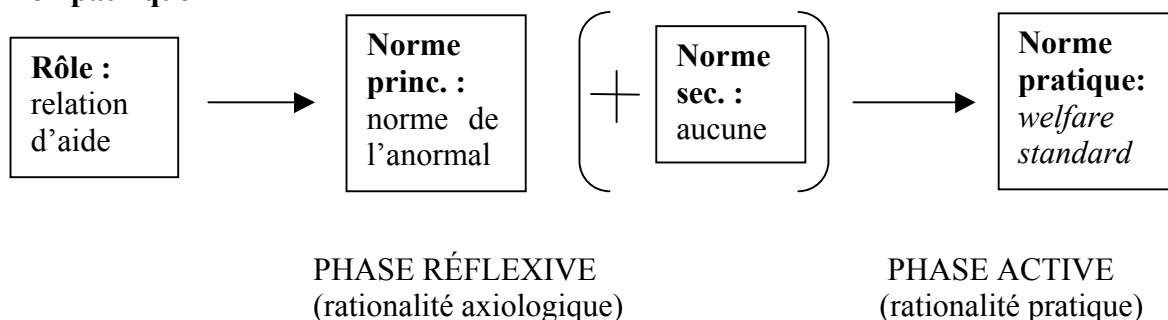 Rôle :
relation
d'aide
Norme
princ. :
norme de
l'anormal
+
Norme
sec. :
aucune
Norme
pratique:
welfare
standard
PHASE RÉFLEXIVE
(rationalité axiologique)
PHASE ACTIVE
(rationalité pratique)